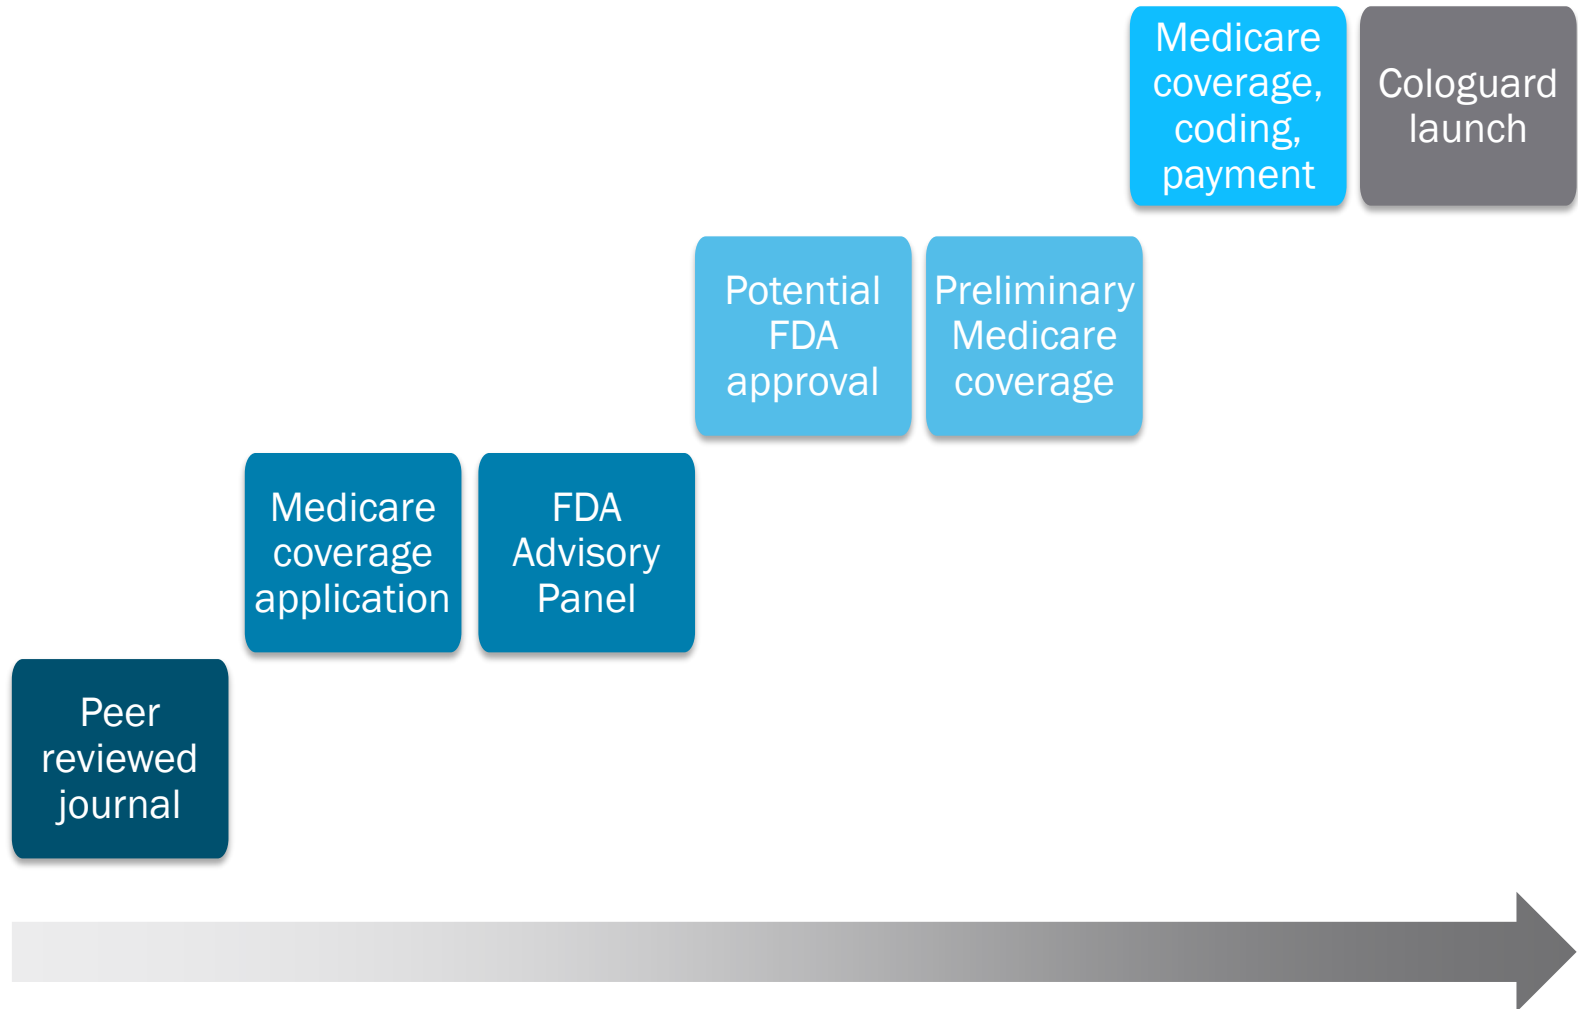 Medicare
coverage,
coding,
payment
Cologuard
launch
Potential
FDA
approval
Preliminary
Medicare
coverage
Medicare
coverage
application
FDA
Advisory
Panel
Peer
reviewed
journal